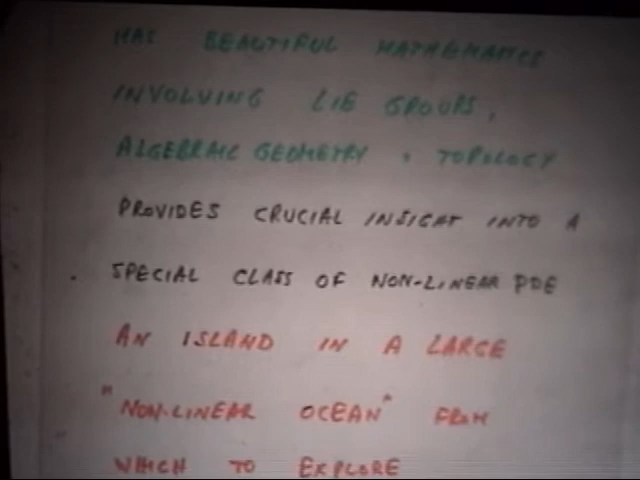 HAS BEAUTIFUL MATHEMATICS
INVOLVING LIE GROUPS,
ALGEBRAIC GEOMETRY + TOPOLOGY
PROVIDES CRUCIAL INSIGHT INTO A
SPECIAL CLASS OF NON-LINEAR PDE
AN ISLAND IN A LARGE
"NON-LINEAR OCEAN" FROM
WHICH TO EXPLORE